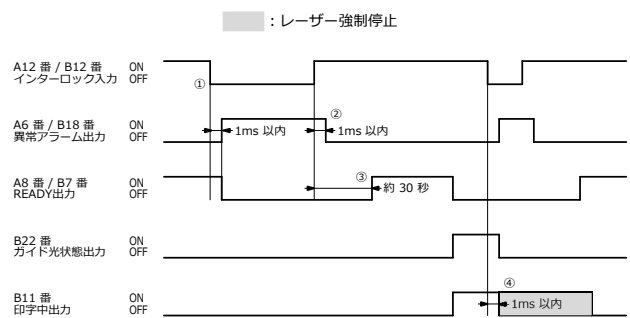 ：レーザー強制停止
A12 番 / B12 番 ON
インターロック入力 OFF
①
A6 番 / B18 番 ON
異常アラーム出力 OFF
1ms 以内
②
1ms 以内
A8 番 / B7 番 ON
READY出力 OFF
③
約 30 秒
B22 番 ON
ガイド光状態出力 OFF
B11 番 ON
印字中出力 OFF
④
1ms 以内